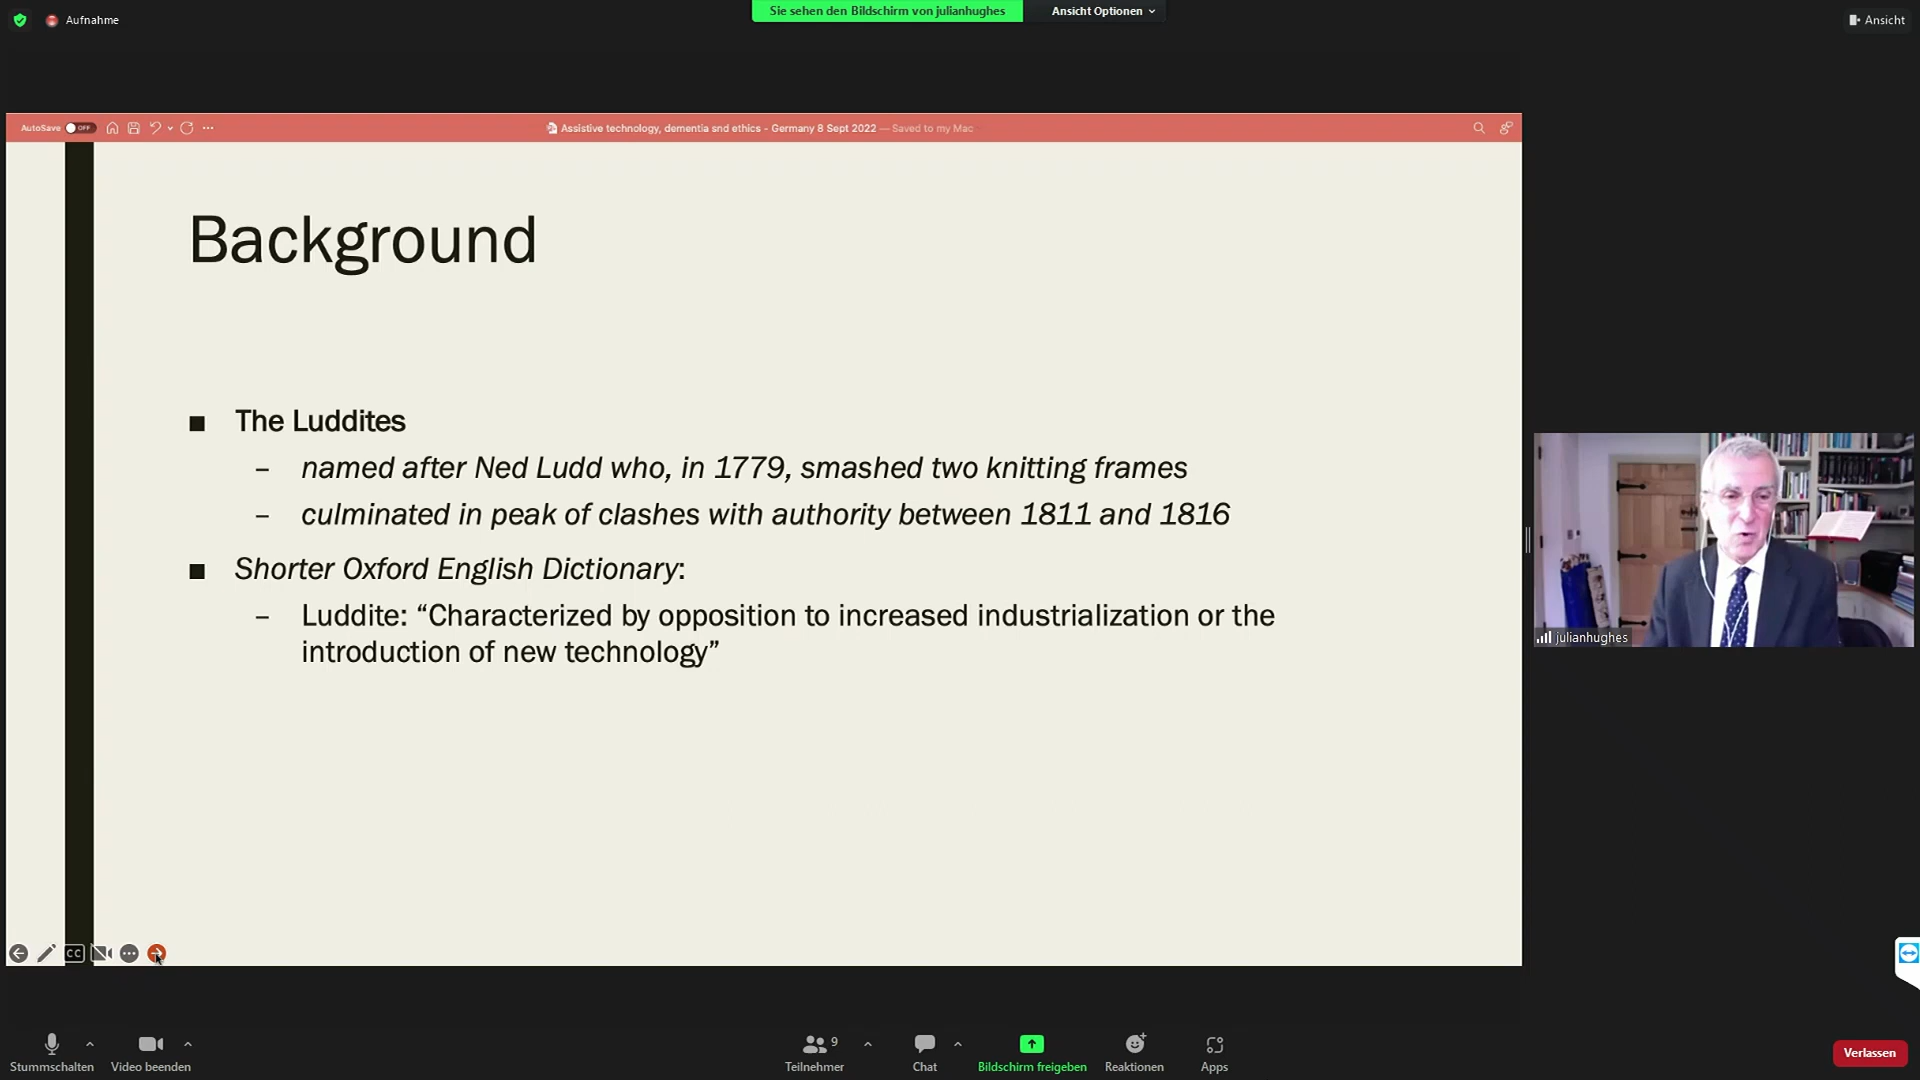 Aufnahme
Sie sehen den Bildschirm von julianhughes
Ansicht Optionen
Ansicht
AutoSave OFF
Assistive technology, dementia snd ethics - Germany 8 Sept 2022 — Saved to my Mac
Background
■ The Luddites
– named after Ned Ludd who, in 1779, smashed two knitting frames
– culminated in peak of clashes with authority between 1811 and 1816
■ Shorter Oxford English Dictionary:
– Luddite: “Characterized by opposition to increased industrialization or the
introduction of new technology”
julianhughes
CC
Stummschalten
Video beenden
9
Teilnehmer
Chat
Bildschirm freigeben
Reaktionen
Apps
Verlassen